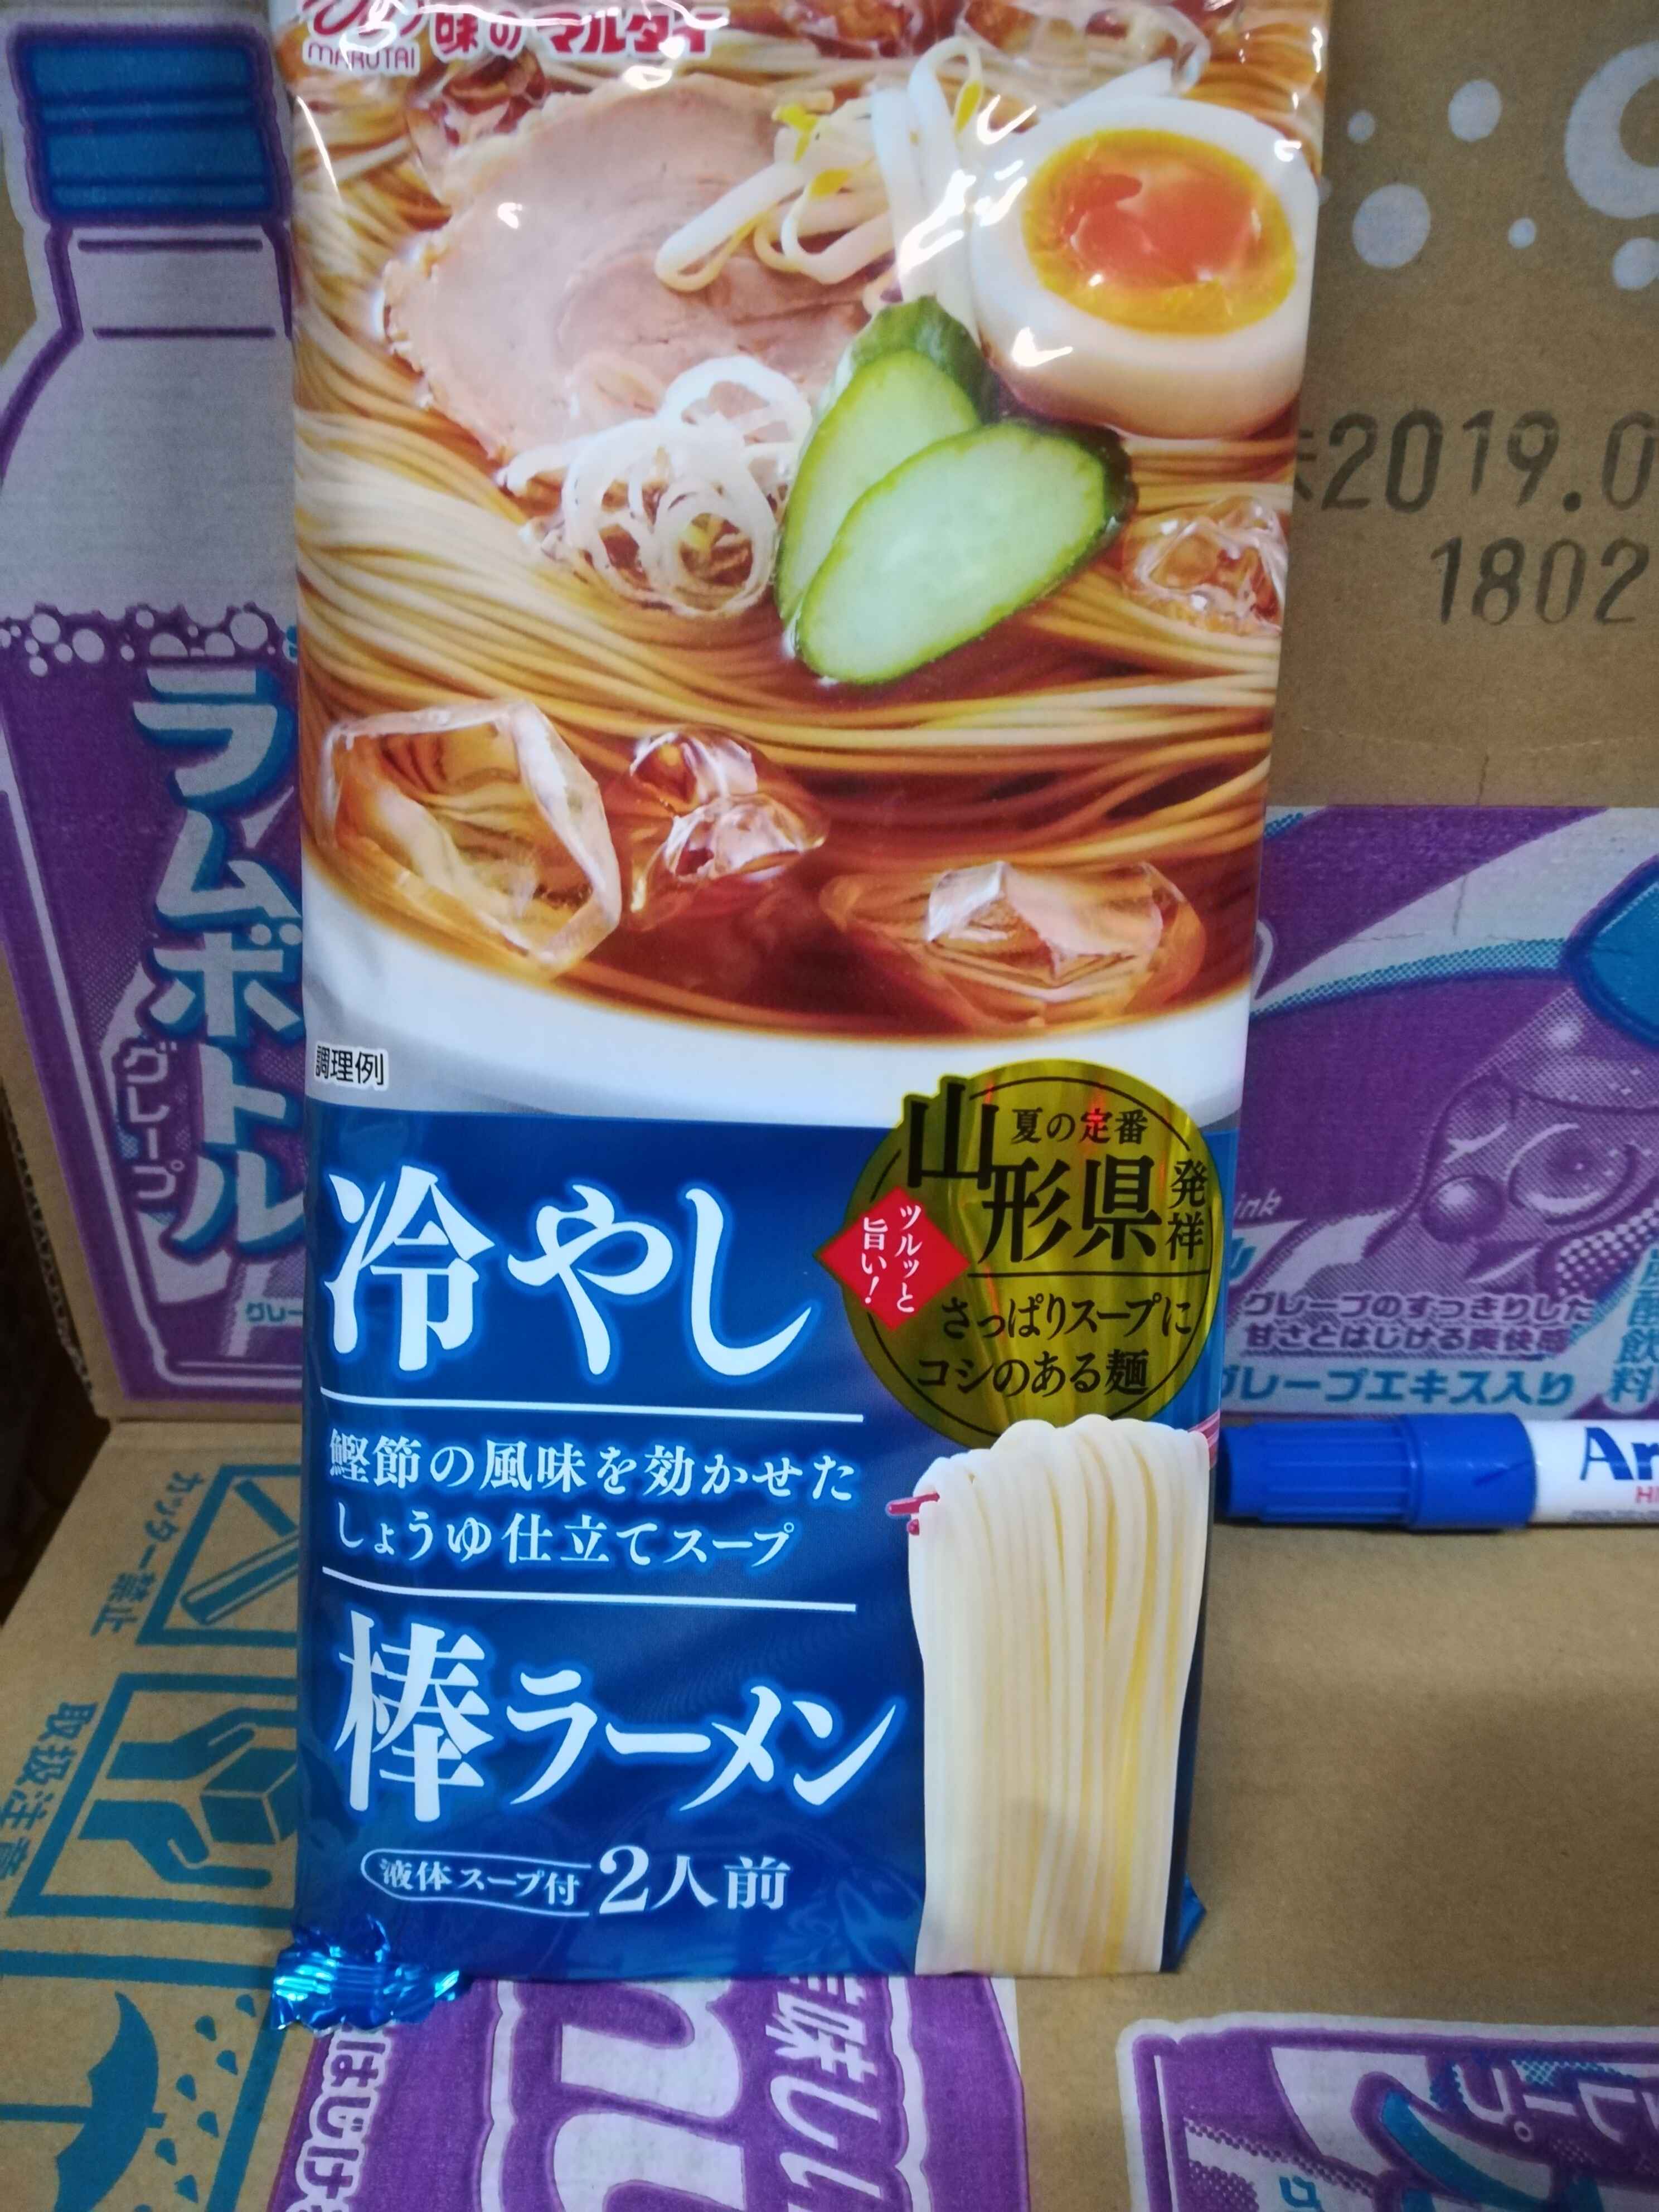 MARUTAI
味のマルタイ
調理例
夏の定番
山形県
発祥
ツルッと
旨い!
さっぱりスープに
コシのある麺
冷やし
鰹節の風味を効かせた
しょうゆ仕立てスープ
棒ラーメン
液体スープ付
2人前
ラムボトル
グレープ
2019.0
1802
グレープのすっきりした
甘さとはじける爽快感
グレープエキス入り
カッター禁止
取扱注意